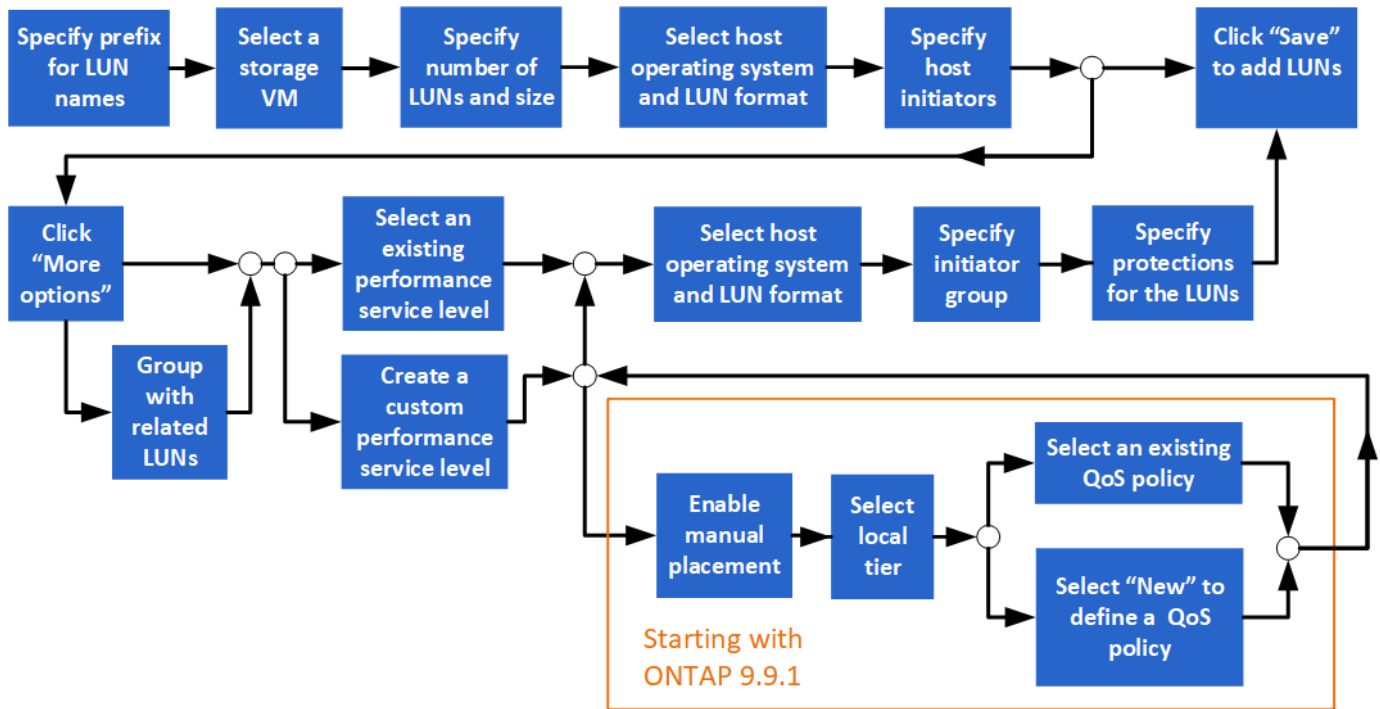 Specify prefix
for LUN
names
Select a
storage
VM
Specify
number of
LUNs and size
Select host
operating system
and LUN format
Specify
host
initiators
Click “Save”
to add LUNs
Click
“More
options”
Select an
existing
performance
service level
Select host
operating system
and LUN format
Specify
initiator
group
Specify
protections
for the LUNs
Group
with
related
LUNs
Create a
custom
performance
service level
Enable
manual
placement
Select
local
tier
Select an existing
QoS policy
Select “New” to
define a QoS
policy
Starting with
ONTAP 9.9.1